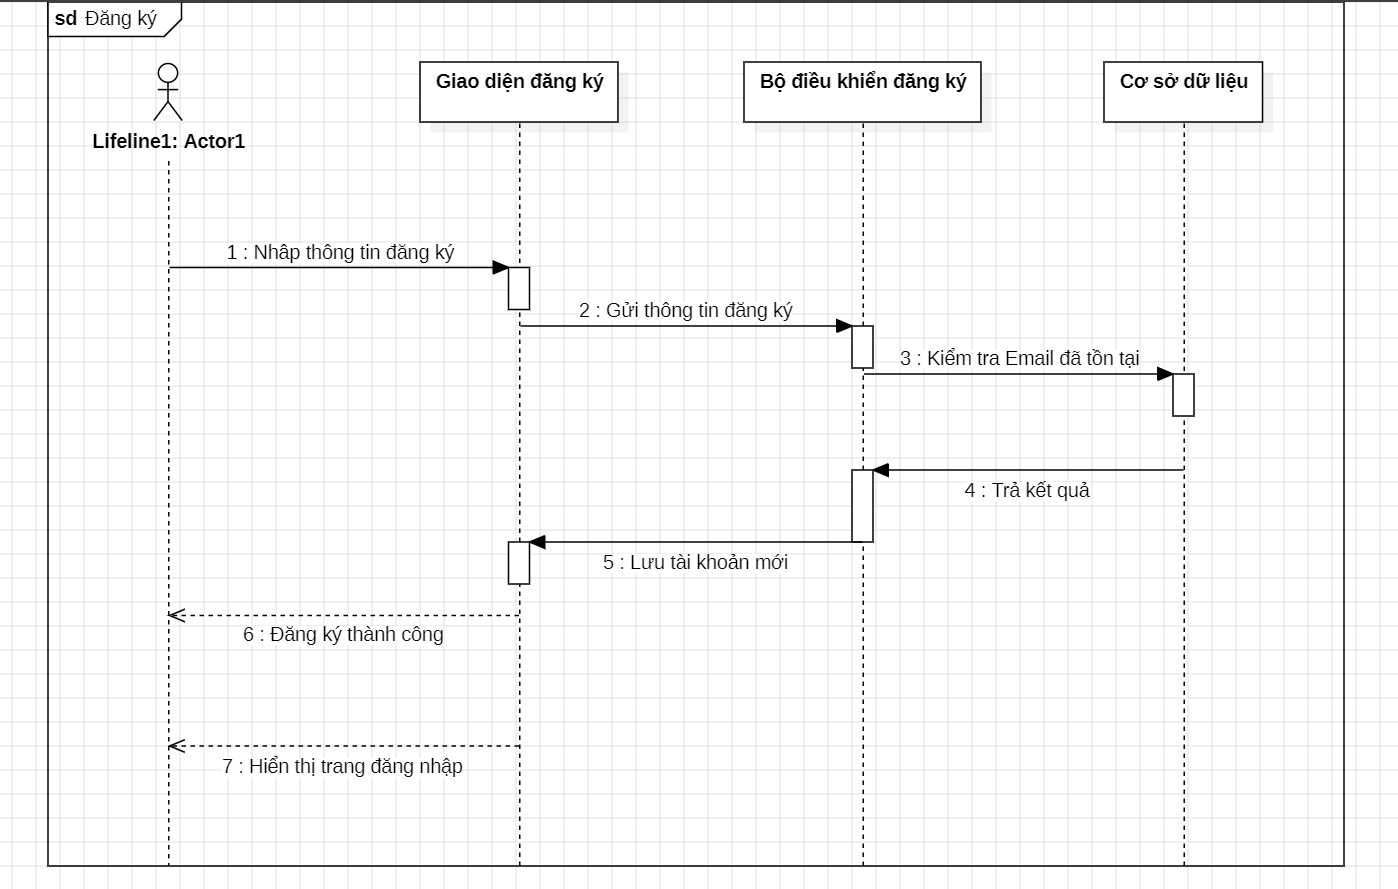 sd Đăng ký
Giao diện đăng ký
Bộ điều khiển đăng ký
Cơ sở dữ liệu
Lifeline1: Actor1
1 : Nhâp thông tin đăng ký
2 : Gửi thông tin đăng ký
3 : Kiểm tra Email đã tồn tại
4 : Trả kết quả
5 : Lưu tài khoản mới
6 : Đăng ký thành công
7 : Hiển thị trang đăng nhập